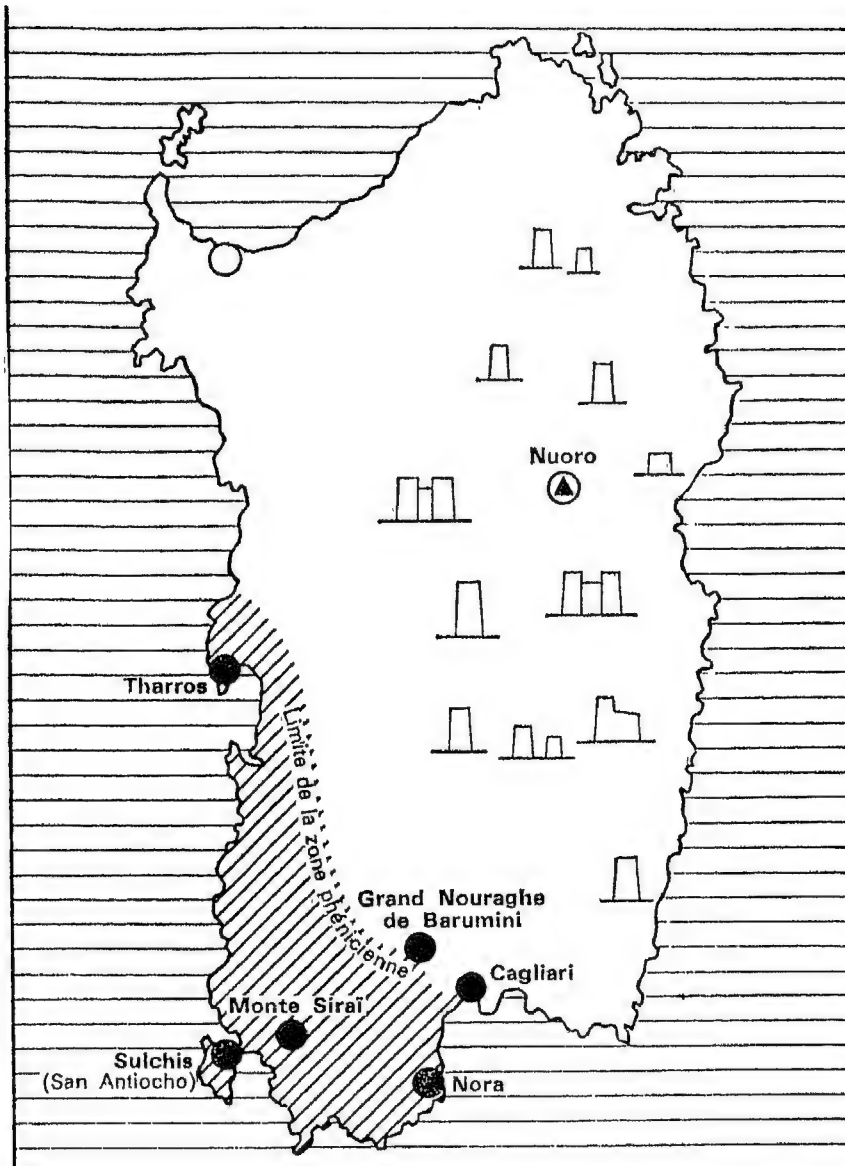 Nuoro
Tharros
Limite de la zone phénicienne
Grand Nouraghe
de Barumini
Cagliari
Monte Siraï
Sulchis
(San Antiocho)
Nora